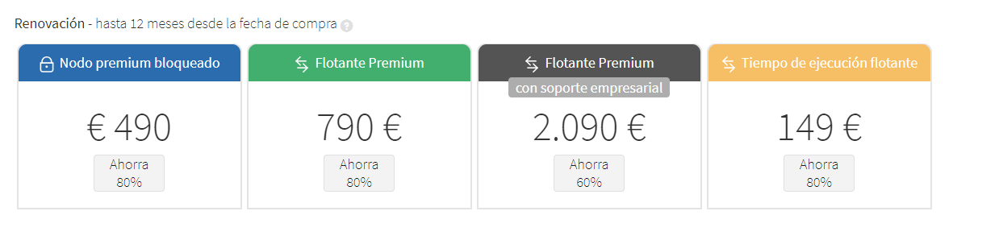 Renovación - hasta 12 meses desde la fecha de compra ?
Nodo premium bloqueado
€ 490
Ahorra
80%
Flotante Premium
790 €
Ahorra
80%
Flotante Premium
con soporte empresarial
2.090 €
Ahorra
60%
Tiempo de ejecución flotante
149 €
Ahorra
80%